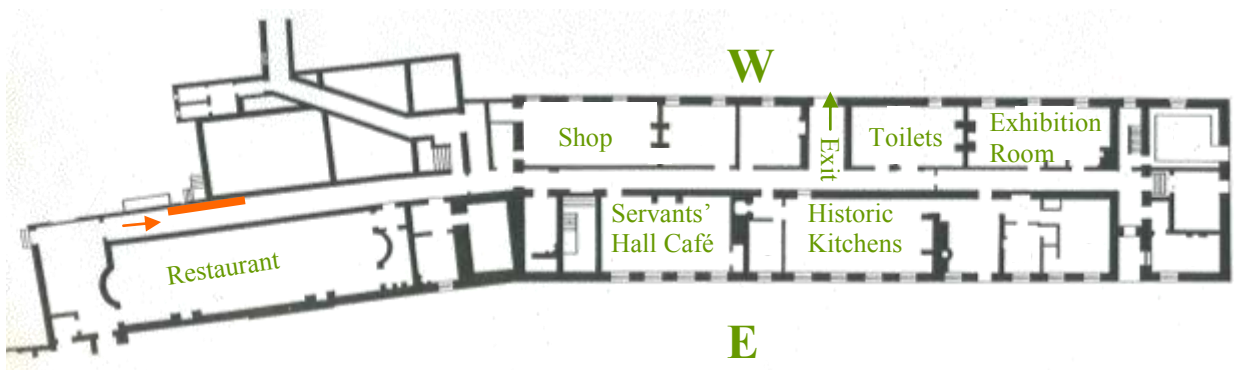 W
Shop
Exit
Toilets
Exhibition
Room
Servants’
Hall Café
Historic
Kitchens
Restaurant
E